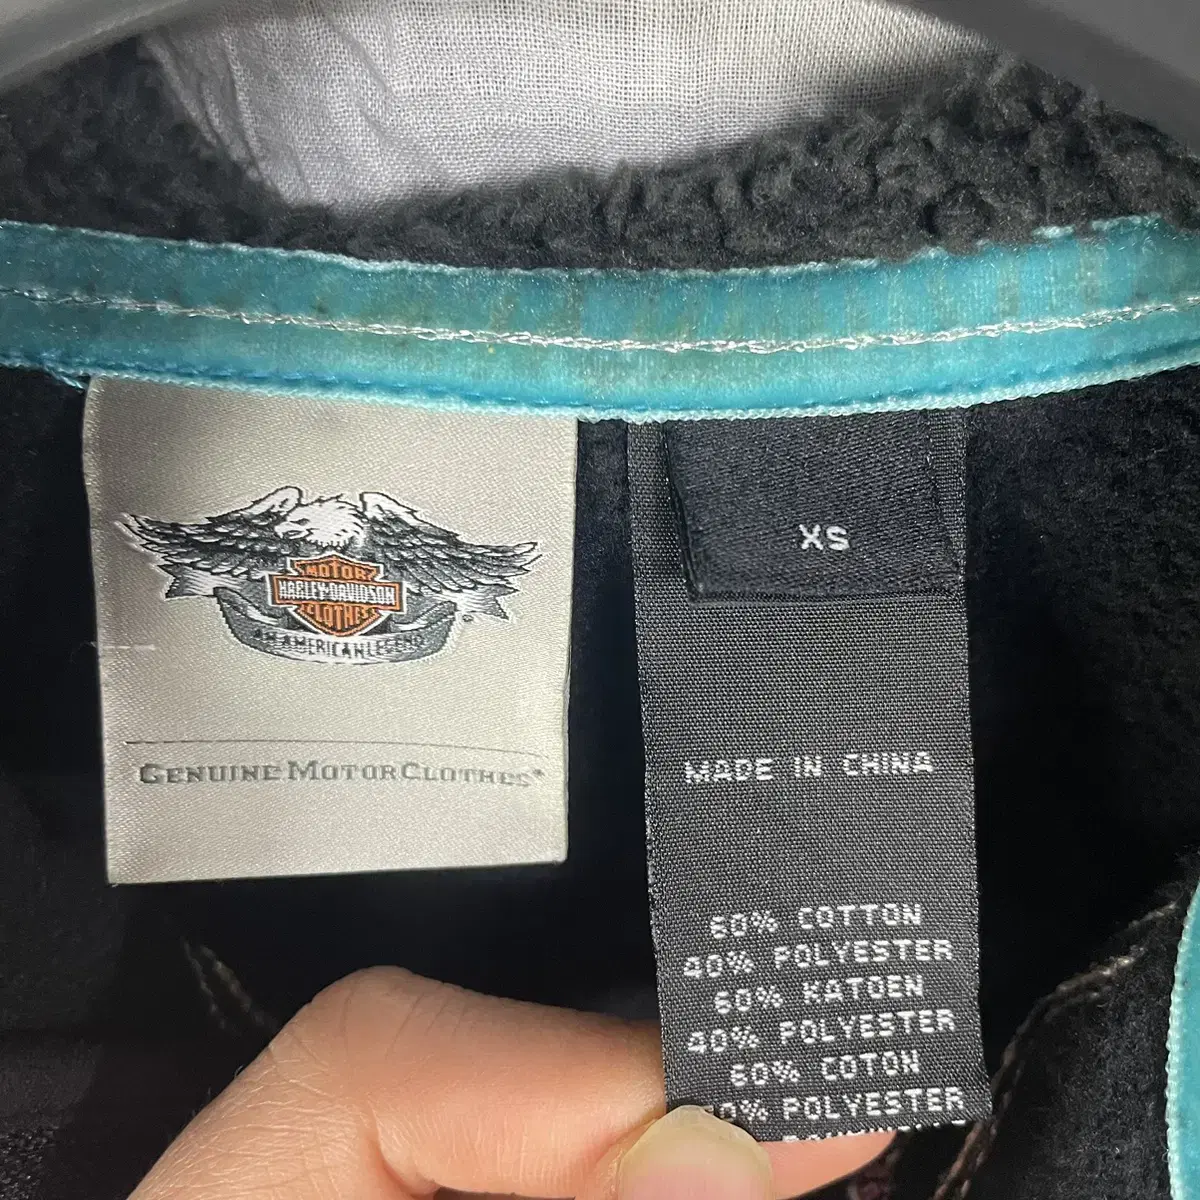 MOTOR
HARLEY-DAVIDSON
CLOTHES
AN AMERICAN LEGEND
GENUINE MOTORCLOTHES®
XS
MADE IN CHINA
60% COTTON
40% POLYESTER
60% KATOEN
40% POLYESTER
60% COTON
POLYESTER